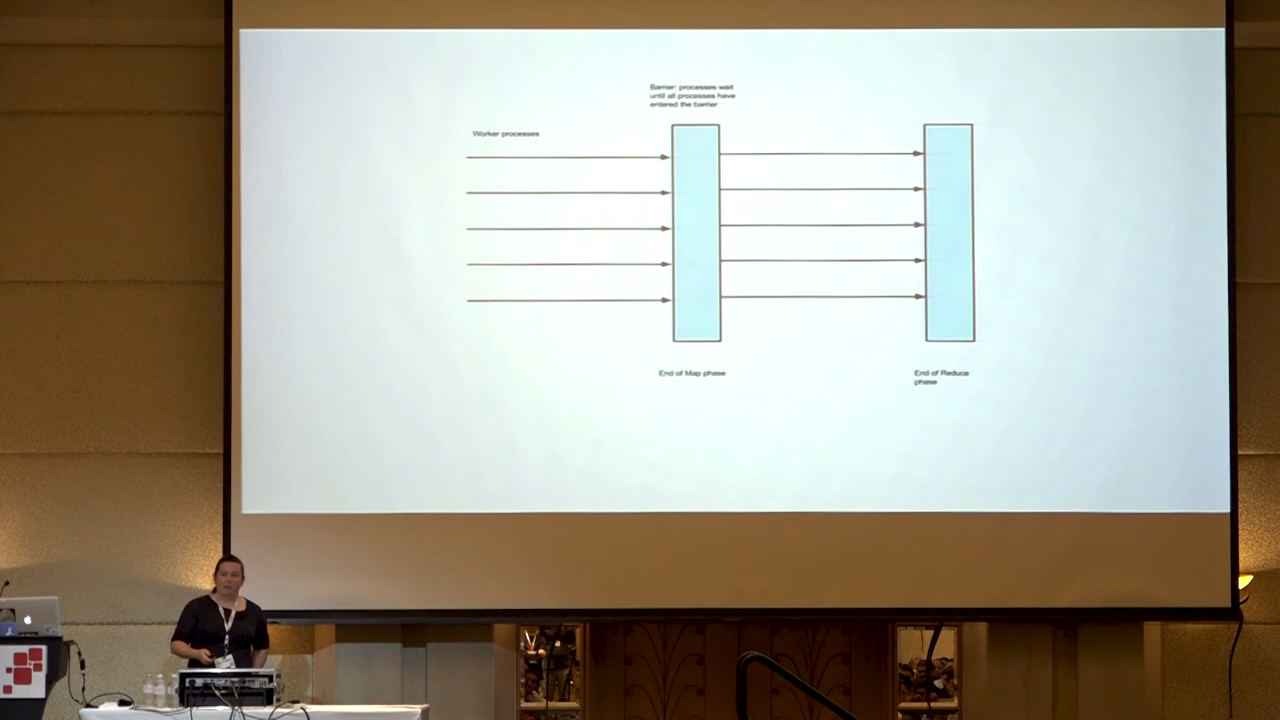 Barrier: processes wait
until all processes have
entered the barrier
Worker processes
End of Map phase
End of Reduce
phase